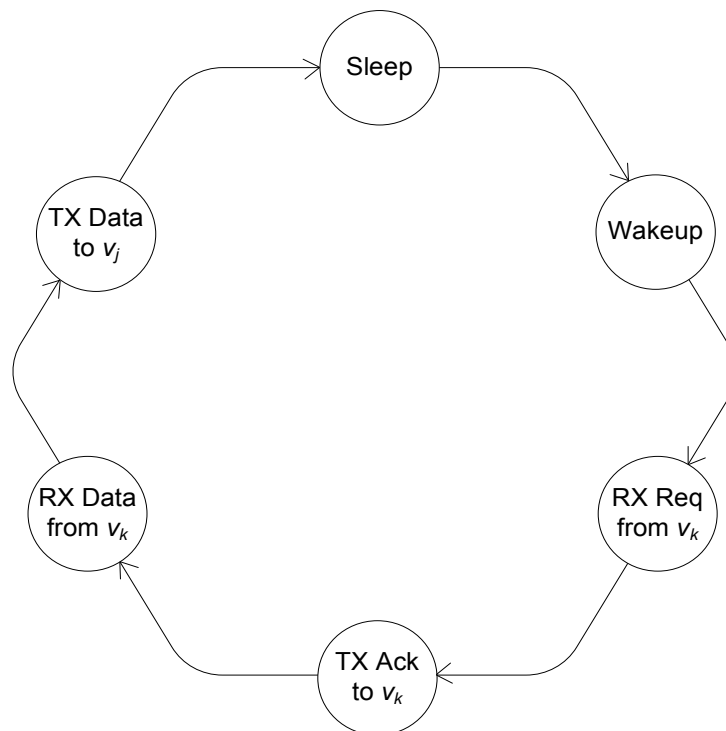 Sleep
Wakeup
RX Req
from vₖ
TX Ack
to vₖ
RX Data
from vₖ
TX Data
to vⱼ